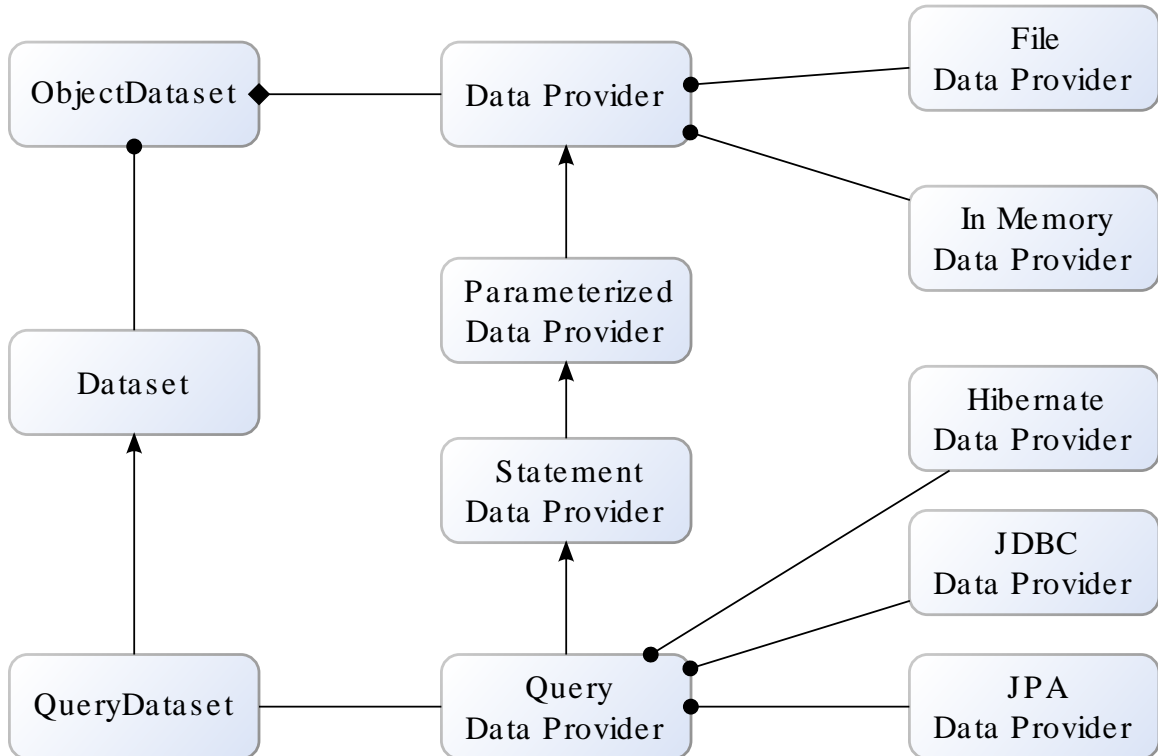 ObjectDataset
Data Provider
File
Data Provider
In Memory
Data Provider
Parameterized
Data Provider
Dataset
Hibernate
Data Provider
Statement
Data Provider
JDBC
Data Provider
QueryDataset
Query
Data Provider
JPA
Data Provider